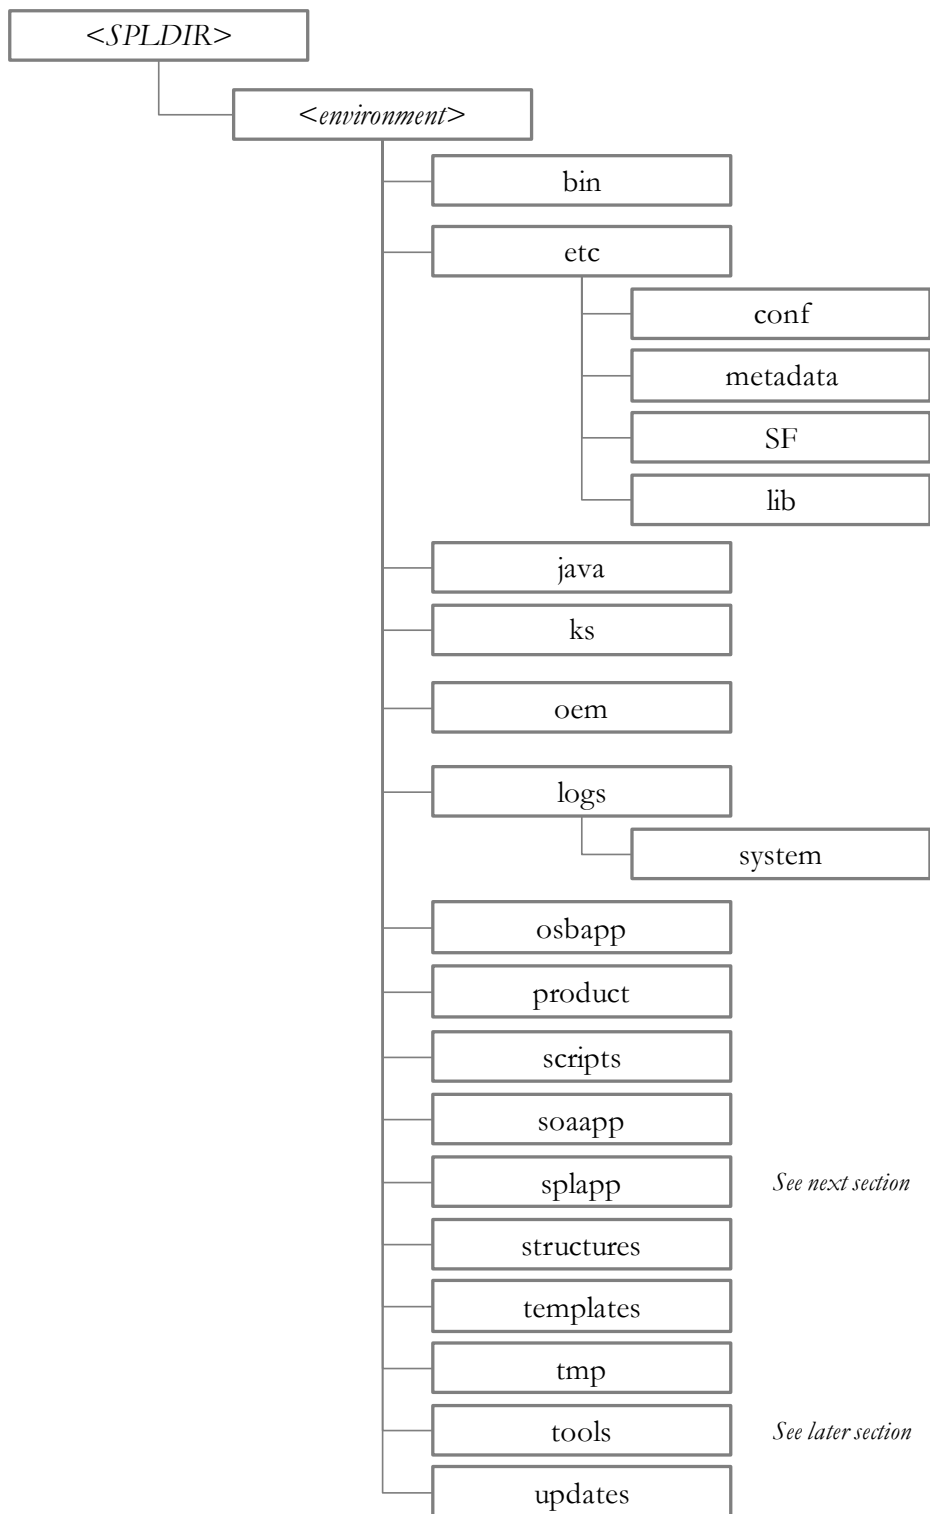 <SPLDIR>
<environment>
bin
etc
conf
metadata
SF
lib
java
ks
oem
logs
system
osbapp
product
scripts
soaapp
splapp
See next section
structures
templates
tmp
tools
See later section
updates